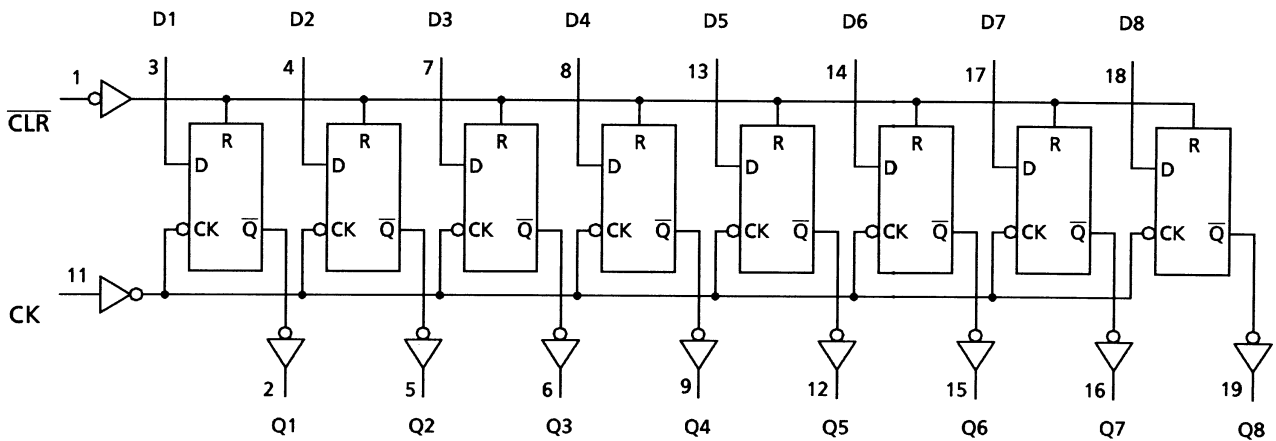 D1 D2 D3 D4 D5 D6 D7 D8
3 4 7 8 13 14 17 18
1
C̅L̅R̅
R R R R R R R R
D D D D D D D D
CK Q̅ CK Q̅ CK Q̅ CK Q̅ CK Q̅ CK Q̅ CK Q̅ CK Q̅
11
CK
2 5 6 9 12 15 16 19
Q1 Q2 Q3 Q4 Q5 Q6 Q7 Q8